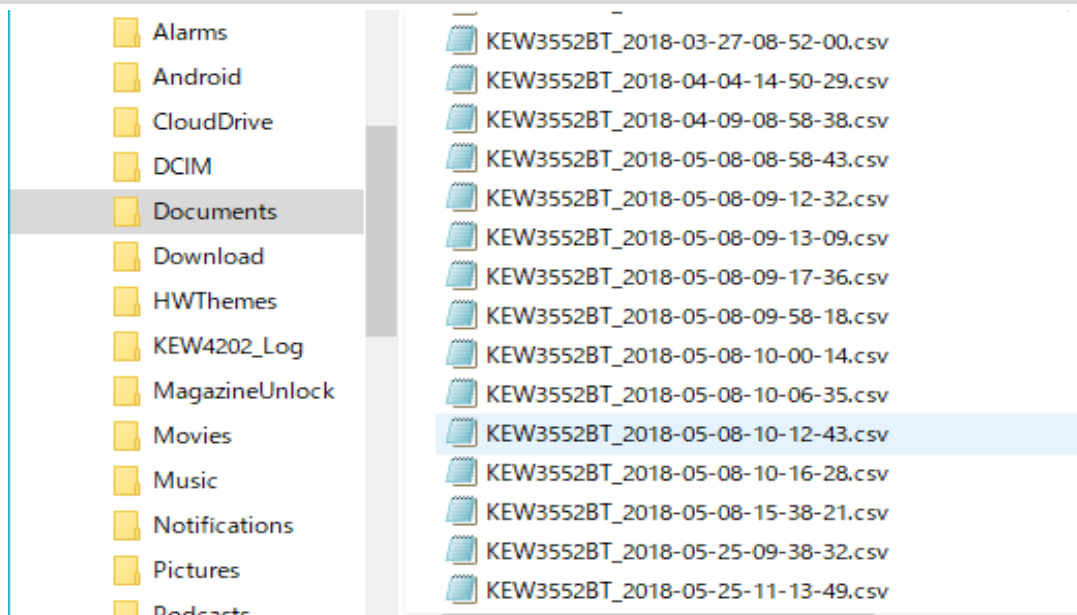 Alarms
Android
CloudDrive
DCIM
Documents
Download
HWThemes
KEW4202_Log
MagazineUnlock
Movies
Music
Notifications
Pictures
Podcasts
KEW3552BT_2018-03-27-08-52-00.csv
KEW3552BT_2018-04-04-14-50-29.csv
KEW3552BT_2018-04-09-08-58-38.csv
KEW3552BT_2018-05-08-08-58-43.csv
KEW3552BT_2018-05-08-09-12-32.csv
KEW3552BT_2018-05-08-09-13-09.csv
KEW3552BT_2018-05-08-09-17-36.csv
KEW3552BT_2018-05-08-09-58-18.csv
KEW3552BT_2018-05-08-10-00-14.csv
KEW3552BT_2018-05-08-10-06-35.csv
KEW3552BT_2018-05-08-10-12-43.csv
KEW3552BT_2018-05-08-10-16-28.csv
KEW3552BT_2018-05-08-15-38-21.csv
KEW3552BT_2018-05-25-09-38-32.csv
KEW3552BT_2018-05-25-11-13-49.csv